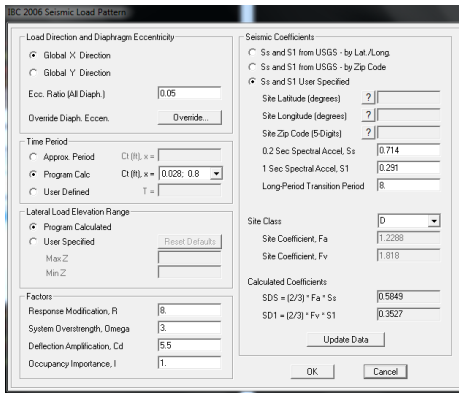 IBC 2006 Seismic Load Pattern
Load Direction and Diaphragm Eccentricity
Global X Direction
Global Y Direction
Ecc. Ratio (All Diaph.) 0.05
Override Diaph. Eccen. Override...
Time Period
Approx. Period Ct (ft), x =
Program Calc Ct (ft), x = 0.028; 0.8
User Defined T =
Lateral Load Elevation Range
Program Calculated
User Specified Reset Defaults
Max Z
Min Z
Factors
Response Modification, R 8.
System Overstrength, Omega 3.
Deflection Amplification, Cd 5.5
Occupancy Importance, I 1.
Seismic Coefficients
Ss and S1 from USGS - by Lat./Long.
Ss and S1 from USGS - by Zip Code
Ss and S1 User Specified
Site Latitude (degrees) ?
Site Longitude (degrees) ?
Site Zip Code (5-Digits) ?
0.2 Sec Spectral Accel, Ss 0.714
1 Sec Spectral Accel, S1 0.291
Long-Period Transition Period 8.
Site Class D
Site Coefficient, Fa 1.2288
Site Coefficient, Fv 1.818
Calculated Coefficients
SDS = (2/3) * Fa * Ss 0.5849
SD1 = (2/3) * Fv * S1 0.3527
Update Data
OK Cancel